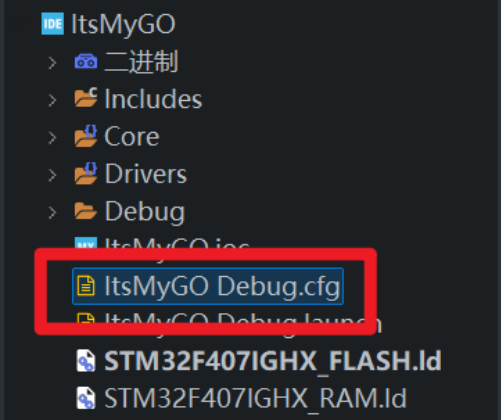 IDE ItsMyGO
二进制
Includes
Core
Drivers
Debug
MX ItsMyGO.ioc
ItsMyGO Debug.cfg
ItsMyGO Debug.launch
STM32F407IGHX_FLASH.ld
STM32F407IGHX_RAM.ld